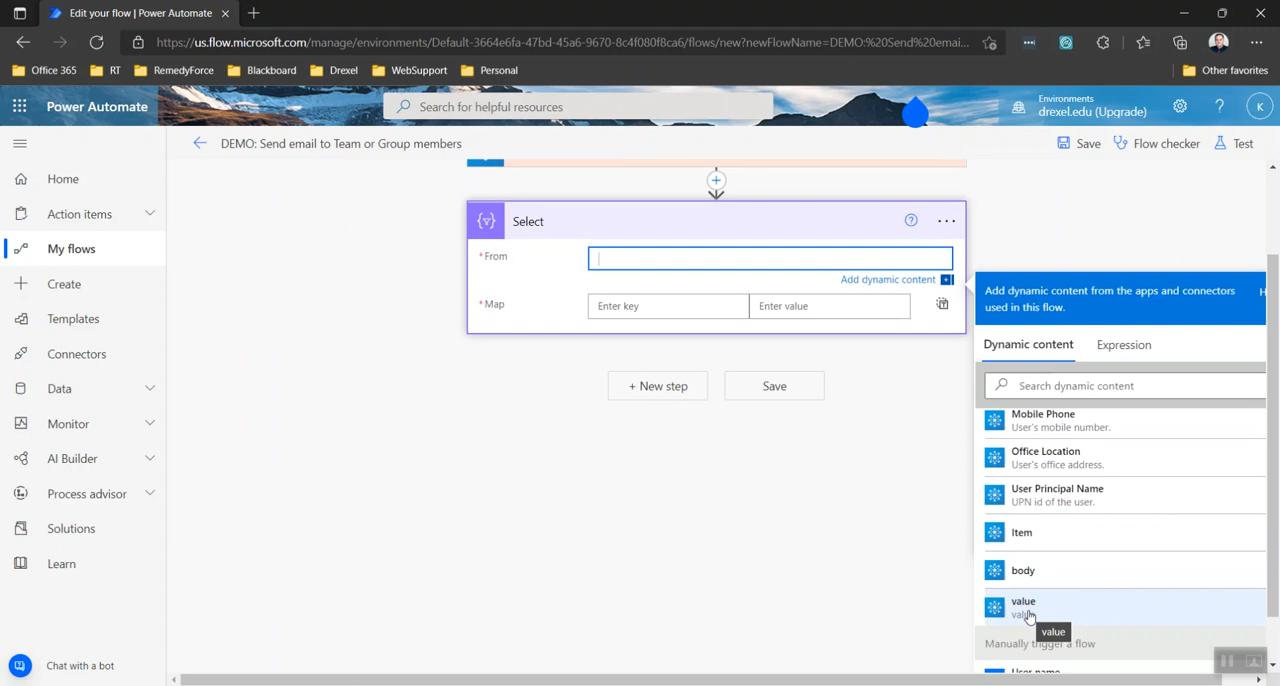 Edit your flow | Power Automate
https://us.flow.microsoft.com/manage/environments/Default-3664e6fa-47bd-45a6-9670-8c4f080f8ca6/flows/new?newFlowName=DEMO:%20Send%20emai...
Office 365 RT RemedyForce Blackboard Drexel WebSupport Personal Other favorites
Power Automate
Search for helpful resources
Environments
drexel.edu (Upgrade)
?
K
DEMO: Send email to Team or Group members
Save Flow checker Test
Home
Action items
My flows
Create
Templates
Connectors
Data
Monitor
AI Builder
Process advisor
Solutions
Learn
Chat with a bot
Select
* From
Add dynamic content
* Map
Enter key Enter value
+ New step Save
Add dynamic content from the apps and connectors
used in this flow.
H
Dynamic content Expression
Search dynamic content
Mobile Phone
User's mobile number.
Office Location
User's office address.
User Principal Name
UPN id of the user.
Item
body
value
value
Manually trigger a flow
User name